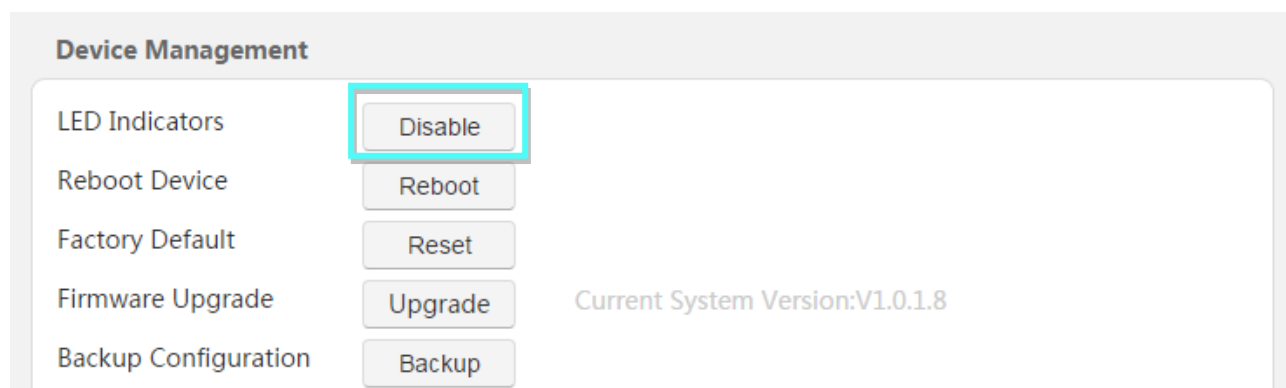 Device Management
LED Indicators Disable
Reboot Device Reboot
Factory Default Reset
Firmware Upgrade Upgrade Current System Version:V1.0.1.8
Backup Configuration Backup